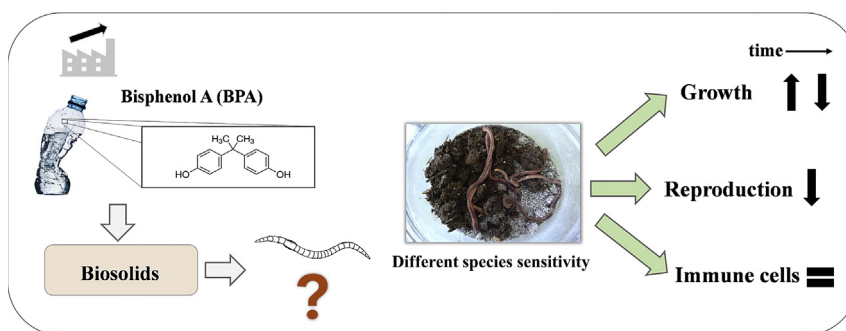 Bisphenol A (BPA)
H₃C CH₃
HO OH
Biosolids
?
Different species sensitivity
time
Growth
Reproduction
Immune cells =